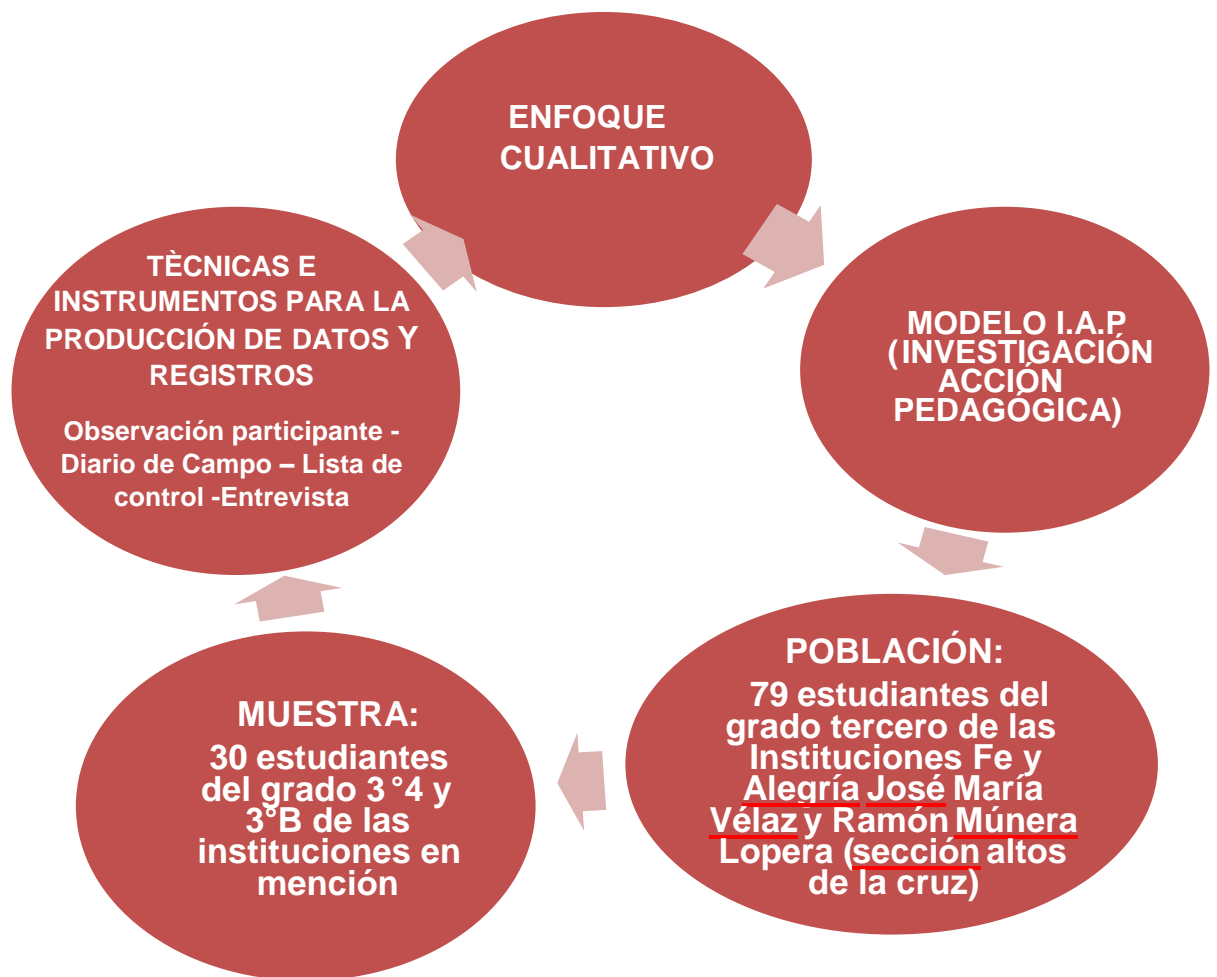 ENFOQUE
CUALITATIVO
MODELO I.A.P
(INVESTIGACIÓN
ACCIÓN
PEDAGÓGICA)
POBLACIÓN:
79 estudiantes del
grado tercero de las
Instituciones Fe y
Alegría José María
Vélaz y Ramón Múnera
Lopera (sección altos
de la cruz)
MUESTRA:
30 estudiantes
del grado 3°4 y
3°B de las
instituciones en
mención
TÈCNICAS E
INSTRUMENTOS PARA LA
PRODUCCIÓN DE DATOS Y
REGISTROS
Observación participante -
Diario de Campo – Lista de
control -Entrevista